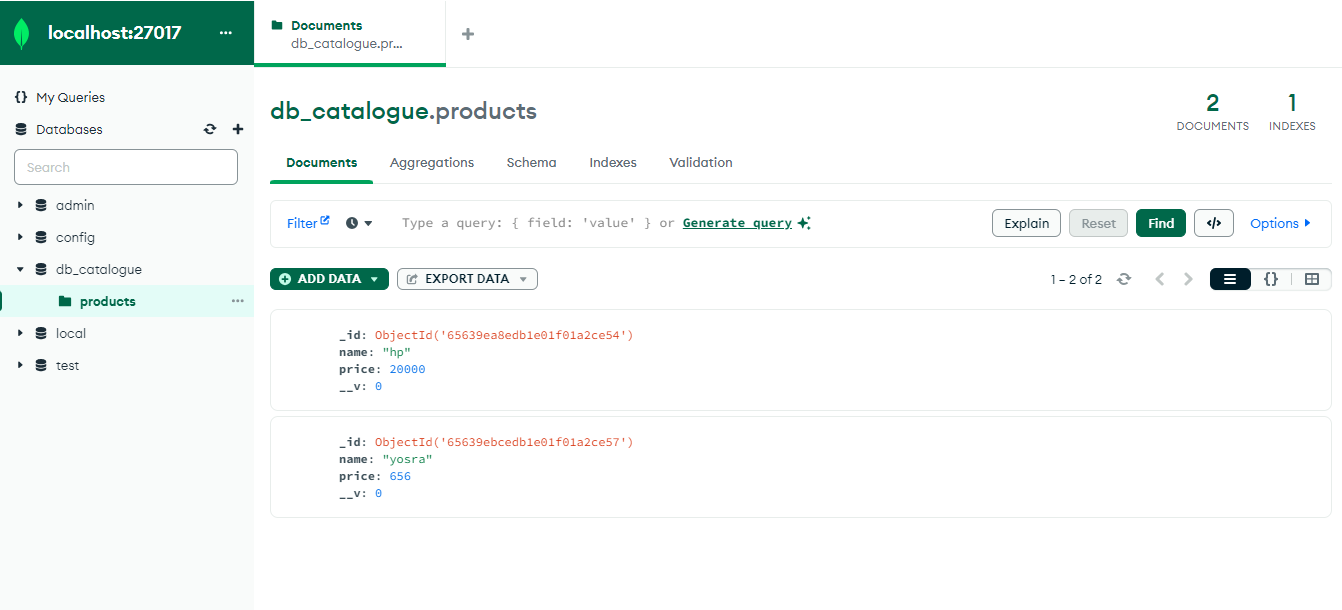 localhost:27017 ...
Documents
db_catalogue.pr...
{} My Queries
Databases
Search
admin
config
db_catalogue
products
local
test
db_catalogue.products
2
DOCUMENTS
1
INDEXES
Documents Aggregations Schema Indexes Validation
Filter Type a query: { field: 'value' } or Generate query Explain Reset Find </> Options
ADD DATA EXPORT DATA 1 – 2 of 2 {}
_id: ObjectId('65639ea8edb1e01f01a2ce54')
name: "hp"
price: 20000
__v: 0
_id: ObjectId('65639ebcedb1e01f01a2ce57')
name: "yosra"
price: 656
__v: 0